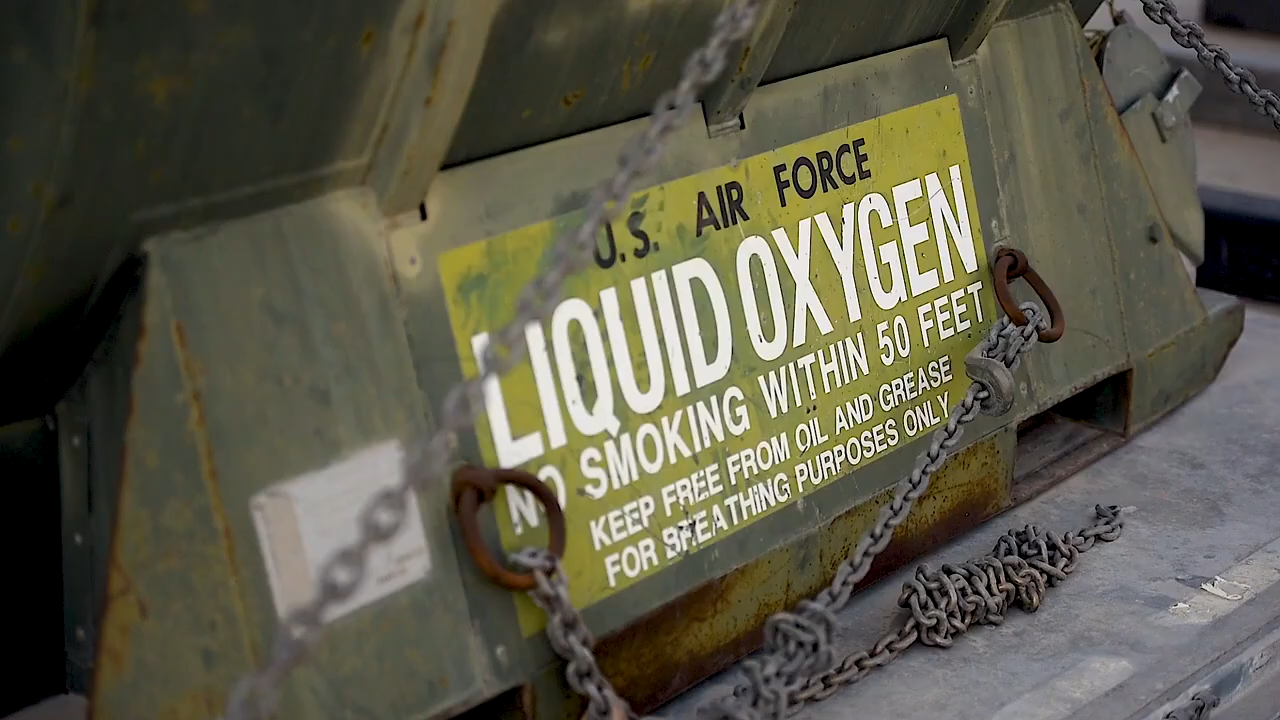 U.S. AIR FORCE
LIQUID OXYGEN
NO SMOKING WITHIN 50 FEET
KEEP FREE FROM OIL AND GREASE
FOR BREATHING PURPOSES ONLY